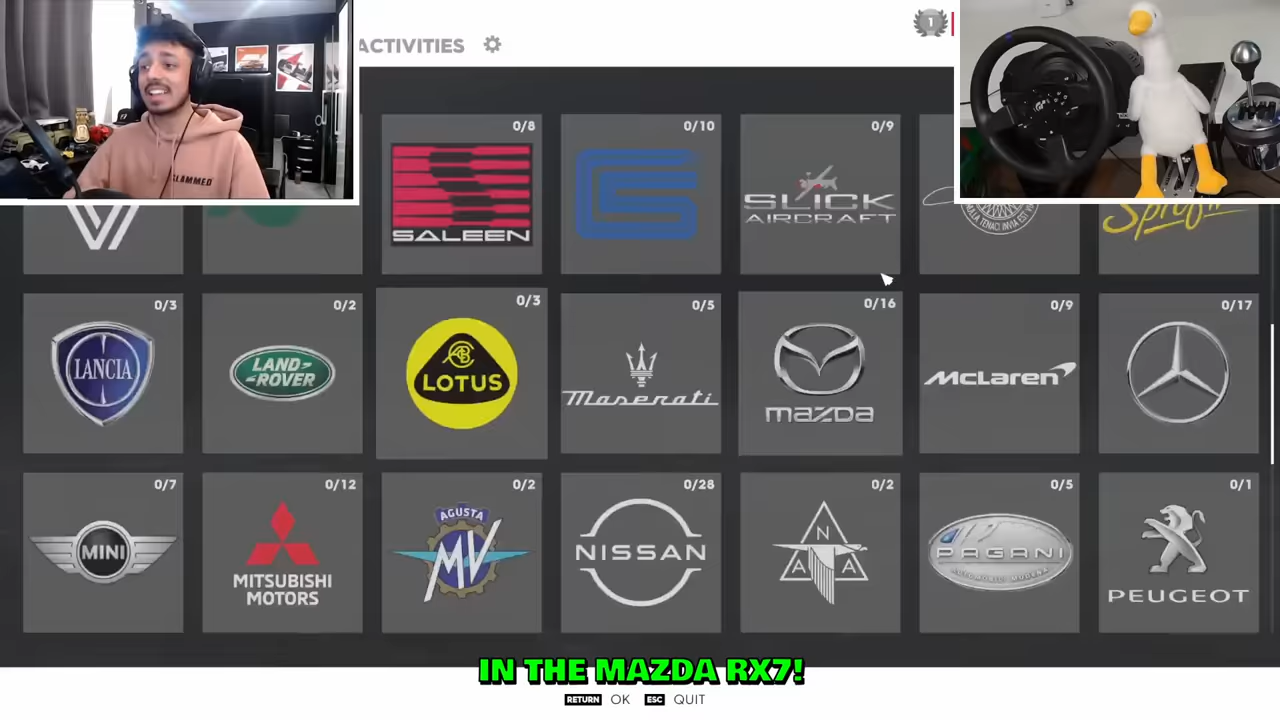 ACTIVITIES
1
SLAMMED
0/8
0/10
0/9
SALEEN
SLICK
AIRCRAFT
0/3
0/2
0/3
0/5
0/16
0/9
0/17
LANCIA
LAND-
ROVER
LOTUS
Maserati
mazda
McLaren
0/7
0/12
0/2
0/28
0/2
0/5
0/1
MINI
MITSUBISHI
MOTORS
AGUSTA
MV
NISSAN
N
A A
PAGANI
AUTOMOBILI MODENA
PEUGEOT
IN THE MAZDA RX7!
RETURN OK ESC QUIT